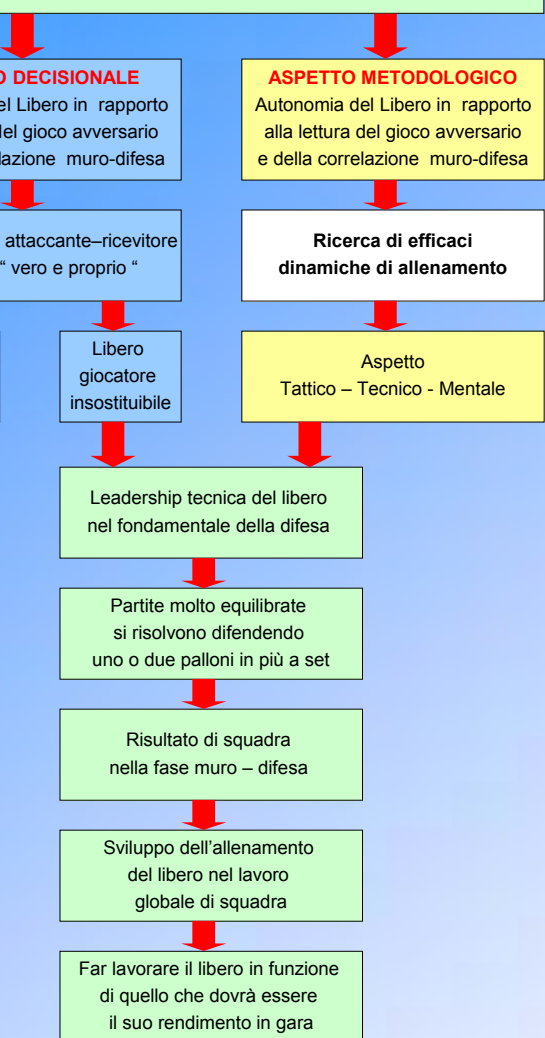 O DECISIONALE
el Libero in rapporto
del gioco avversario
lazione muro-difesa
ASPETTO METODOLOGICO
Autonomia del Libero in rapporto
alla lettura del gioco avversario
e della correlazione muro-difesa
attaccante–ricevitore
“ vero e proprio “
Ricerca di efficaci
dinamiche di allenamento
Libero
giocatore
insostituibile
Aspetto
Tattico – Tecnico - Mentale
Leadership tecnica del libero
nel fondamentale della difesa
Partite molto equilibrate
si risolvono difendendo
uno o due palloni in più a set
Risultato di squadra
nella fase muro – difesa
Sviluppo dell’allenamento
del libero nel lavoro
globale di squadra
Far lavorare il libero in funzione
di quello che dovrà essere
il suo rendimento in gara